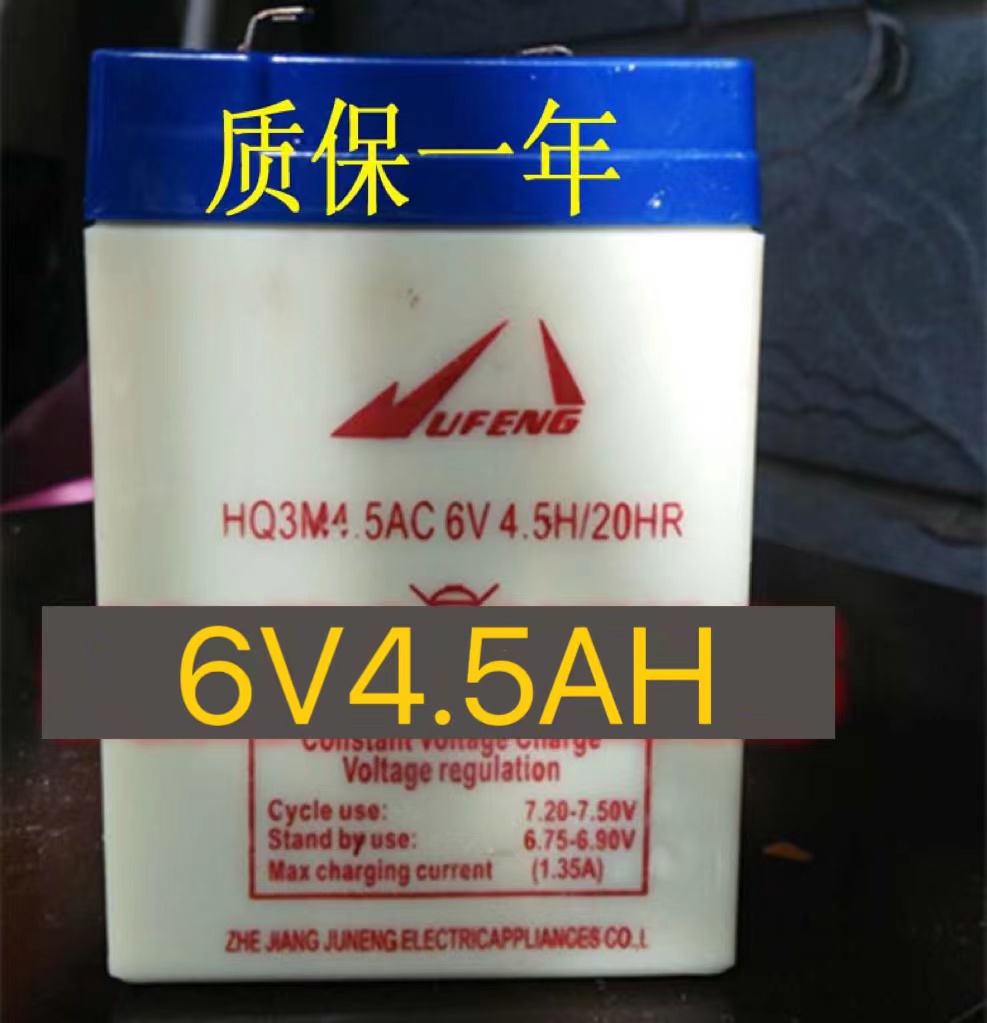 质保一年
UFENG
HQ3M4.5AC 6V 4.5H/20HR
6V4.5AH
Constant Voltage Charge
Voltage regulation
Cycle use: 7.20-7.50V
Stand by use: 6.75-6.90V
Max charging current (1.35A)
ZHE JIANG JUNENG ELECTRICAPPLIANCES CO.,L